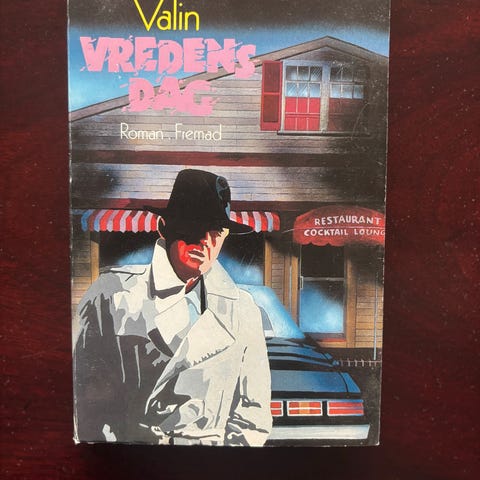 Valin
VREDENS
DAG
Roman . Fremad
RESTAURANT
COCKTAIL LOUNG